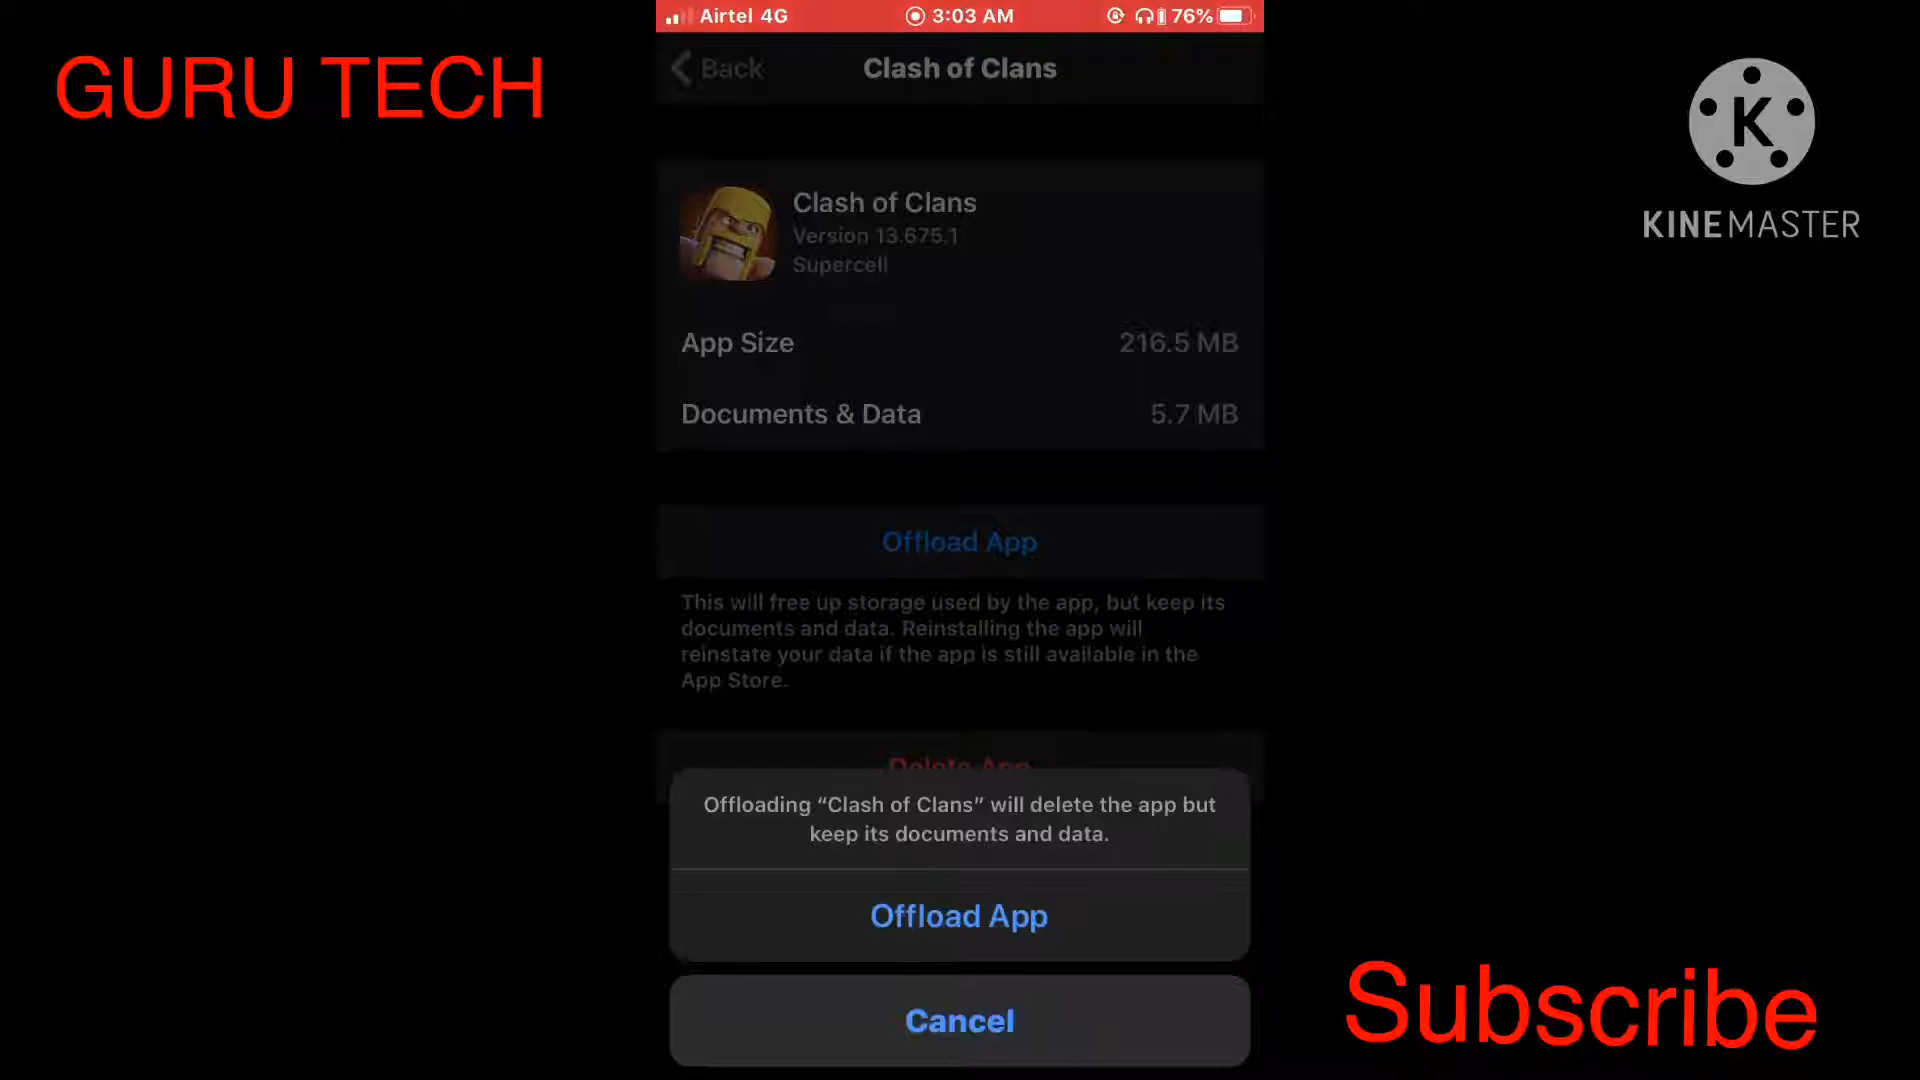 Airtel 4G 3:03 AM 76%
GURU TECH
Back Clash of Clans
K
KINEMASTER
Clash of Clans
Version 13.675.1
Supercell
App Size 216.5 MB
Documents & Data 5.7 MB
Offload App
This will free up storage used by the app, but keep its
documents and data. Reinstalling the app will
reinstate your data if the app is still available in the
App Store.
Delete App
Offloading “Clash of Clans” will delete the app but
keep its documents and data.
Offload App
Cancel
Subscribe